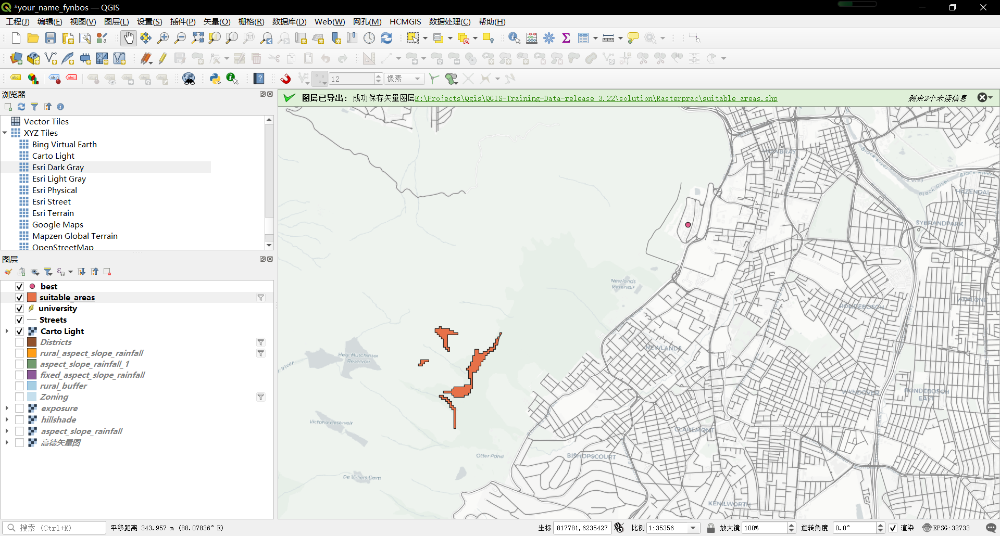 *your_name_fynbos — QGIS
工程(J) 编辑(E) 视图(V) 图层(L) 设置(S) 插件(P) 矢量(O) 栅格(R) 数据库(D) Web(W) 网孔(M) HCMGIS 数据处理(C) 帮助(H)
12 像素
浏览器
Vector Tiles
XYZ Tiles
Bing Virtual Earth
Carto Light
Esri Dark Gray
Esri Light Gray
Esri Physical
Esri Street
Esri Terrain
Google Maps
Mapzen Global Terrain
OpenStreetMap
图层
best
suitable_areas
university
Streets
Carto Light
Districts
rural_aspect_slope_rainfall
aspect_slope_rainfall_1
fixed_aspect_slope_rainfall
rural_buffer
Zoning
exposure
hillshade
aspect_slope_rainfall
高德矢量图
图层已导出: 成功保存矢量图层E:\Projects\Qgis\QGIS-Training-Data-release_3.22\solution\Rasterprac\suitable_areas.shp
剩余2个未读信息
Black River
Black River
HAZENDAL
SYBRANDPARK
Newlands Reservoir
ATHLONE
RONDEBOSCH
NEWLANDS
Hely Hutchinson Reservoir
River
WYNDOVER
RONDEBOSCH EAST
Victoria Reservoir
CLAREMONT
Otter Pond
BISHOPSCOURT
De Villiers Dam
KENILWORTH
搜索 (Ctrl+K)
平移距离 343.957 m (88.07836° E)
坐标 817781,6235427
比例 1:35356
放大镜 100%
旋转角度 0.0°
渲染
EPSG:32733